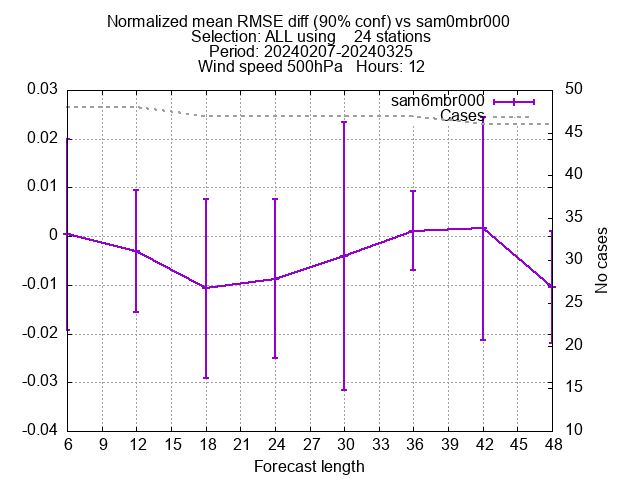 Normalized mean RMSE diff (90% conf) vs sam0mbr000
Selection: ALL using    24 stations
Period: 20240207-20240325
Wind speed 500hPa   Hours: 12
sam6mbr000
Cases
0.03
0.02
0.01
0
-0.01
-0.02
-0.03
-0.04
50
45
40
35
30
25
20
15
10
No cases
6 9 12 15 18 21 24 27 30 33 36 39 42 45 48
Forecast length